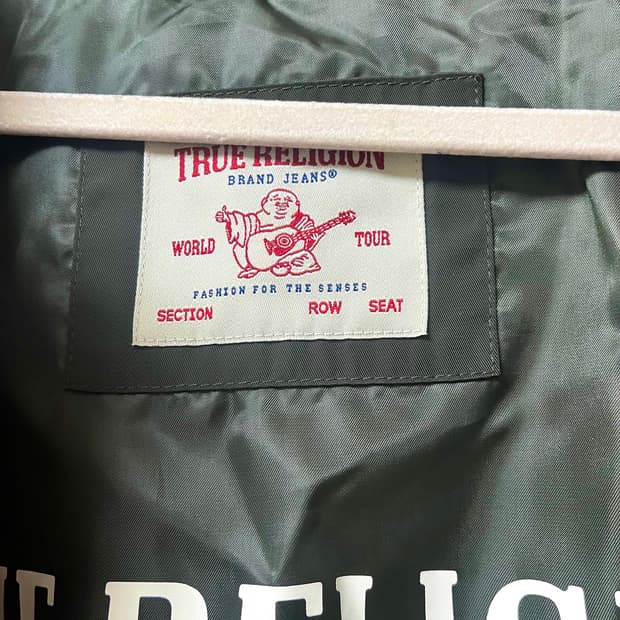 TRUE RELIGION
BRAND JEANS®
WORLD TOUR
FASHION FOR THE SENSES
SECTION ROW SEAT